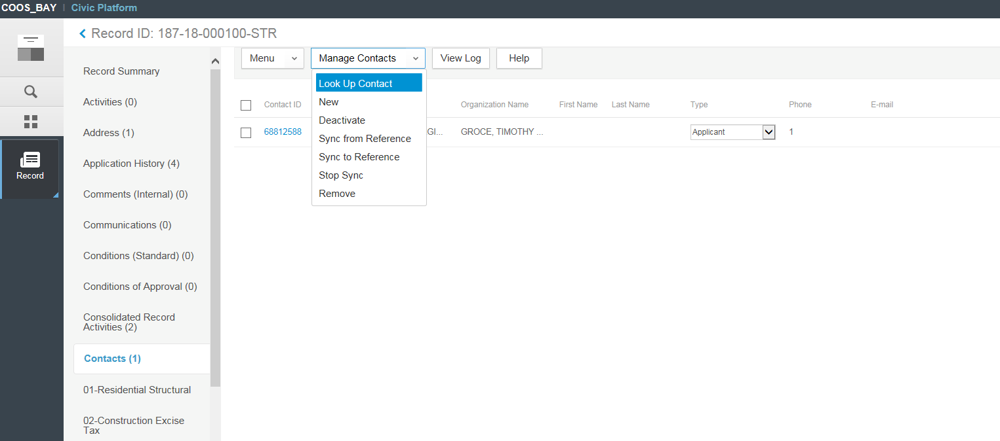 COOS_BAY | Civic Platform
Record ID: 187-18-000100-STR
Menu
Manage Contacts
View Log
Help
Look Up Contact
New
Deactivate
Sync from Reference
Sync to Reference
Stop Sync
Remove
Record
Record Summary
Activities (0)
Address (1)
Application History (4)
Comments (Internal) (0)
Communications (0)
Conditions (Standard) (0)
Conditions of Approval (0)
Consolidated Record
Activities (2)
Contacts (1)
01-Residential Structural
02-Construction Excise
Tax
Contact ID Organization Name First Name Last Name Type Phone E-mail
68812588 GI... GROCE, TIMOTHY ... Applicant 1